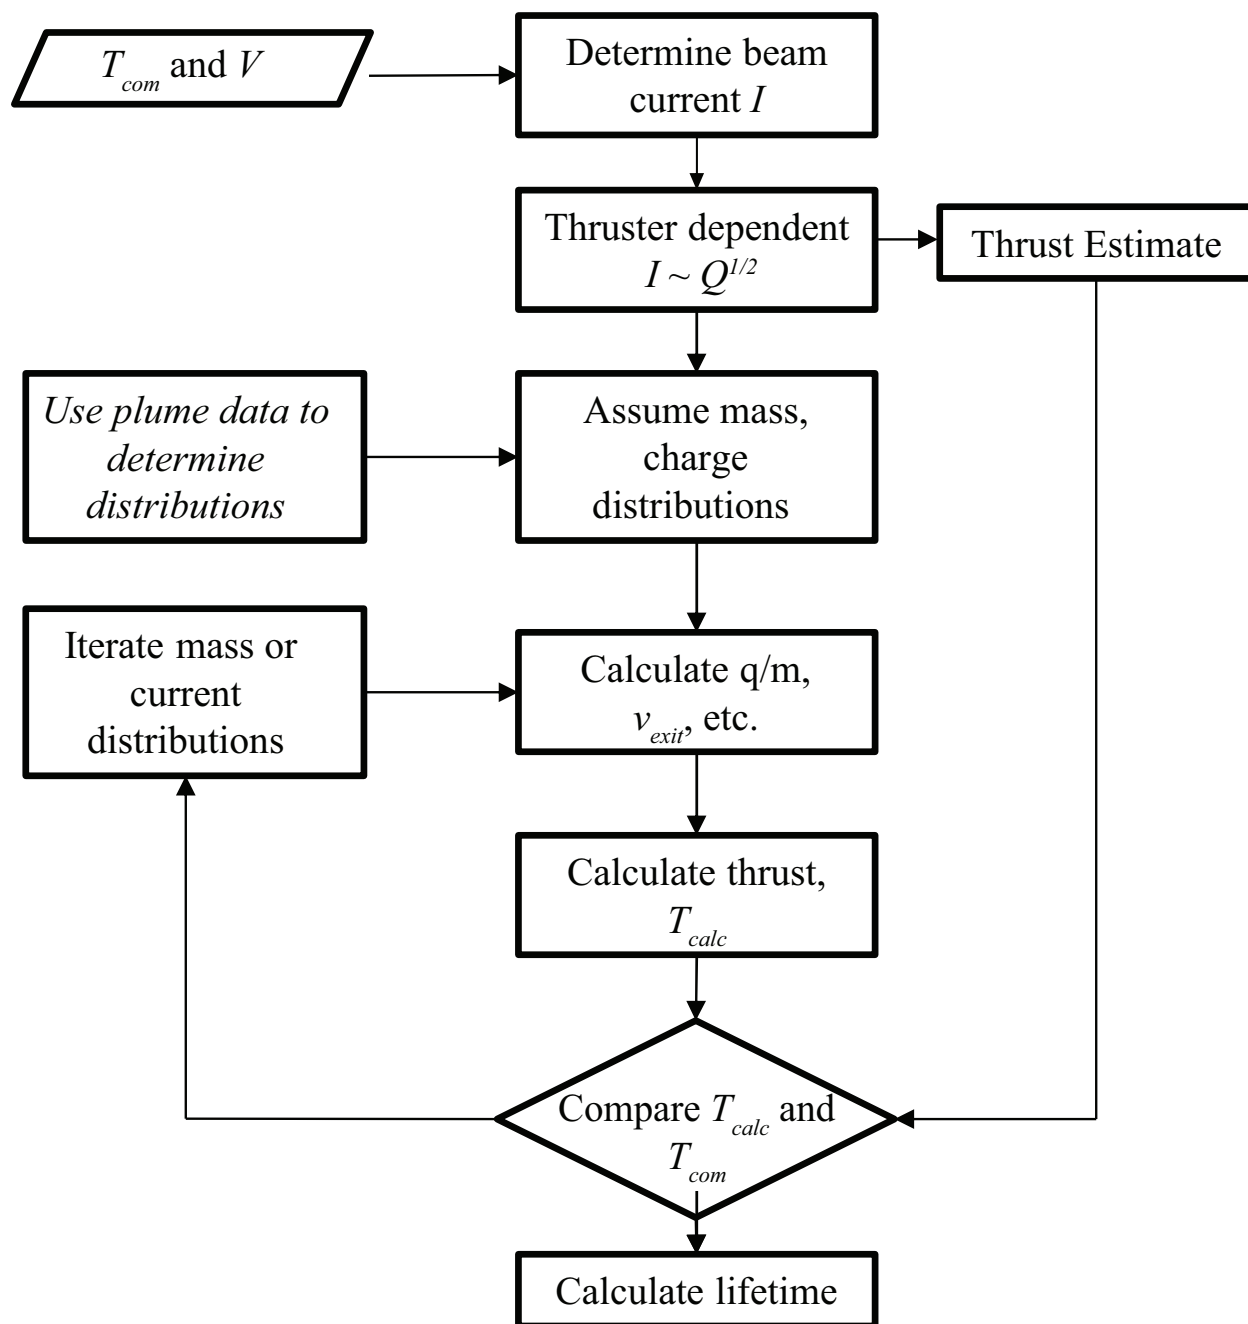 T_com and V
Determine beam
current I
Thruster dependent
I ~ Q^1/2
Thrust Estimate
Use plume data to
determine
distributions
Assume mass,
charge
distributions
Iterate mass or
current
distributions
Calculate q/m,
v_exit, etc.
Calculate thrust,
T_calc
Compare T_calc and
T_com
Calculate lifetime